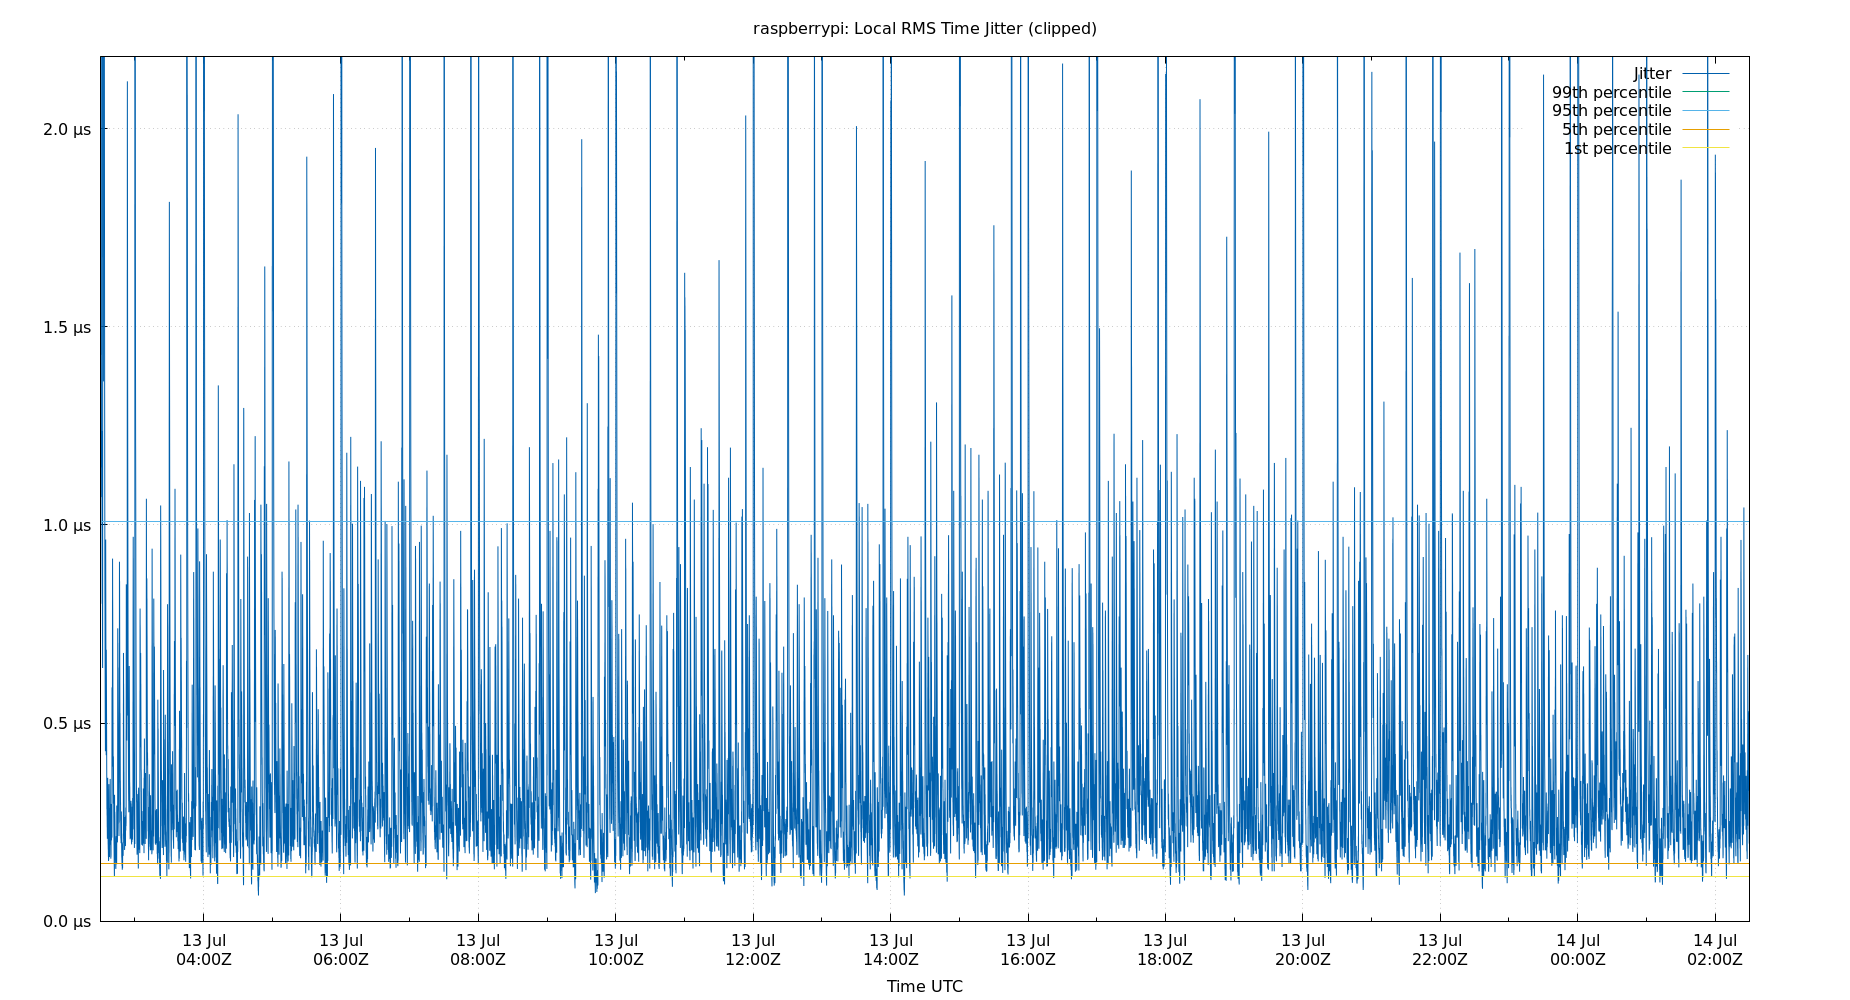 raspberrypi: Local RMS Time Jitter (clipped)
Jitter
99th percentile
95th percentile
5th percentile
1st percentile
2.0 µs
1.5 µs
1.0 µs
0.5 µs
0.0 µs
13 Jul 13 Jul 13 Jul 13 Jul 13 Jul 13 Jul 13 Jul 13 Jul 13 Jul 13 Jul 14 Jul 14 Jul
04:00Z 06:00Z 08:00Z 10:00Z 12:00Z 14:00Z 16:00Z 18:00Z 20:00Z 22:00Z 00:00Z 02:00Z
Time UTC